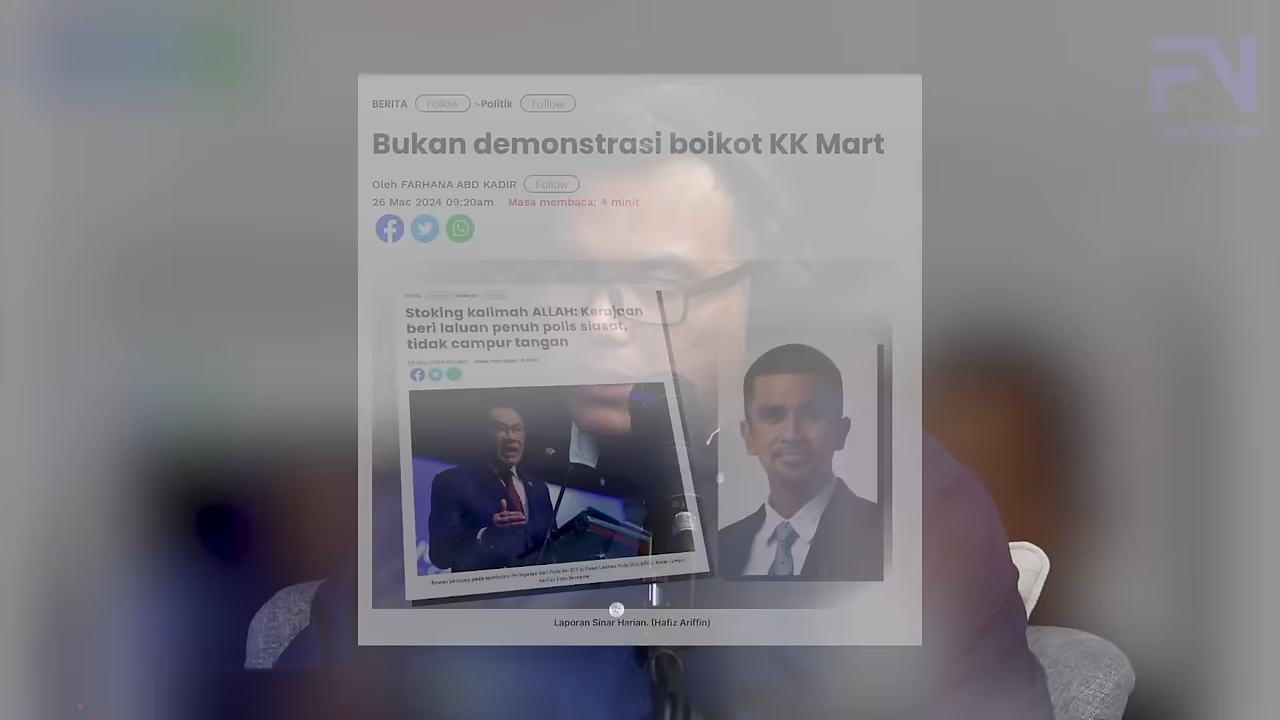 FN
BERITA Follow >Politik Follow
Bukan demonstrasi boikot KK Mart
Oleh FARHANA ABD KADIR Follow
26 Mac 2024 09:20am Masa membaca: 4 minit
Stoking kalimah ALLAH: Kerajaan
beri laluan penuh polis siasat,
tidak campur tangan
Laporan Sinar Harian. (Hafiz Ariffin)